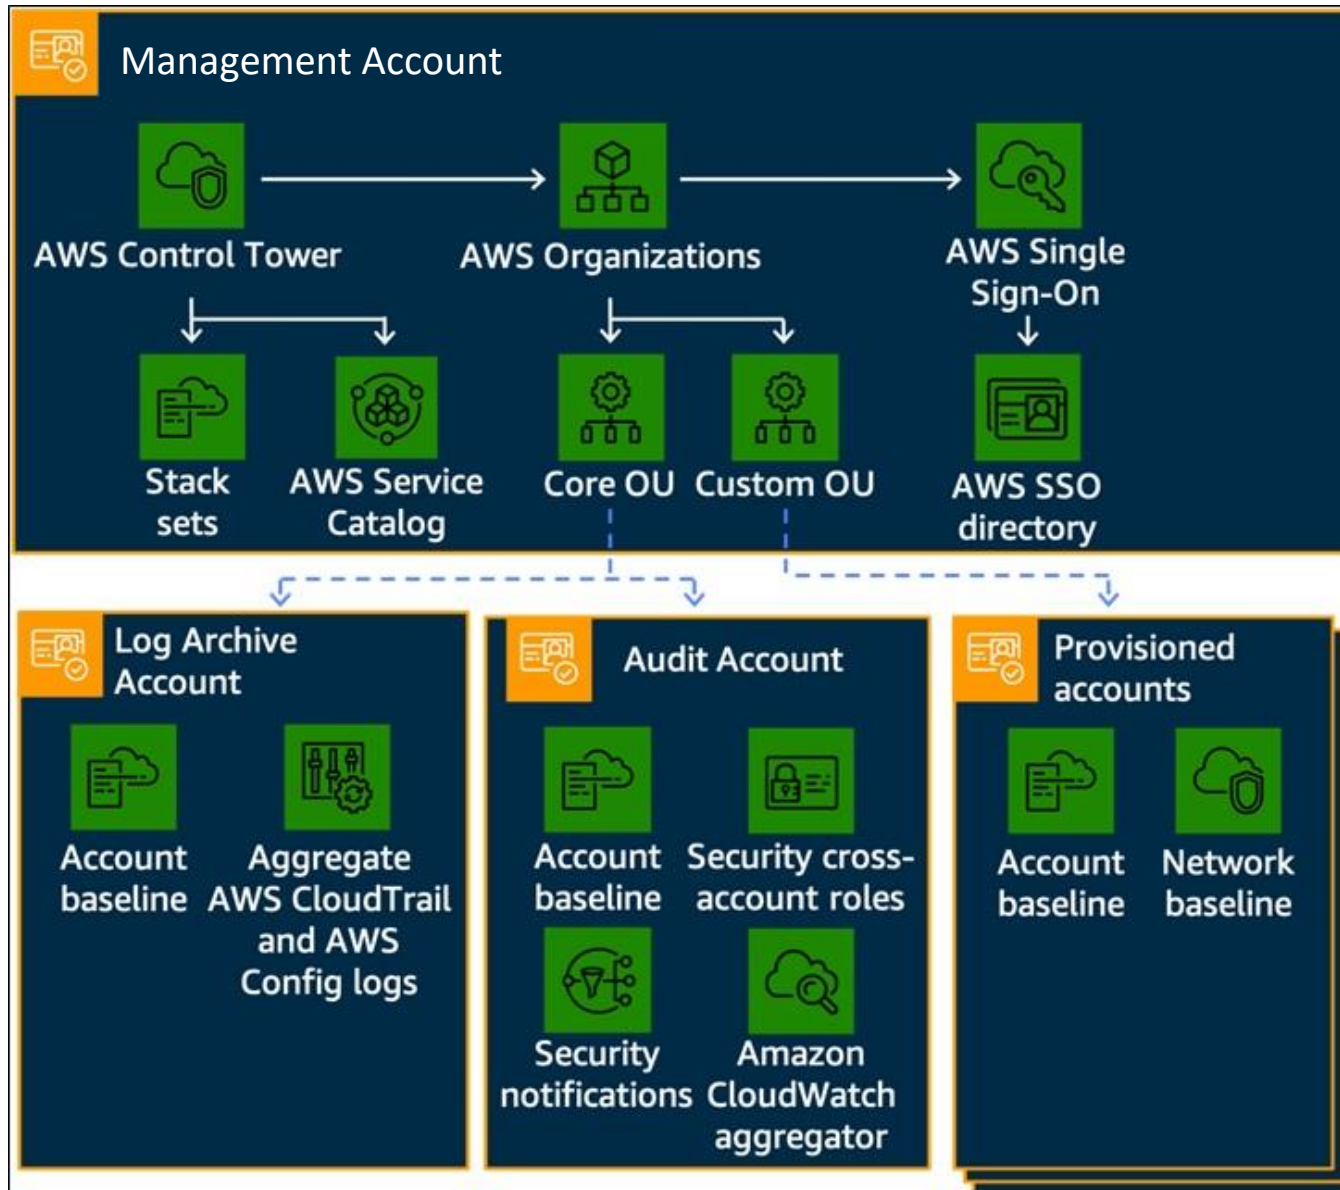 Management Account
AWS Control Tower
AWS Organizations
AWS Single
Sign-On
Stack
sets
AWS Service
Catalog
Core OU
Custom OU
AWS SSO
directory
Log Archive
Account
Account
baseline
Aggregate
AWS CloudTrail
and AWS
Config logs
Audit Account
Account
baseline
Security cross-
account roles
Security
notifications
Amazon
CloudWatch
aggregator
Provisioned
accounts
Account
baseline
Network
baseline